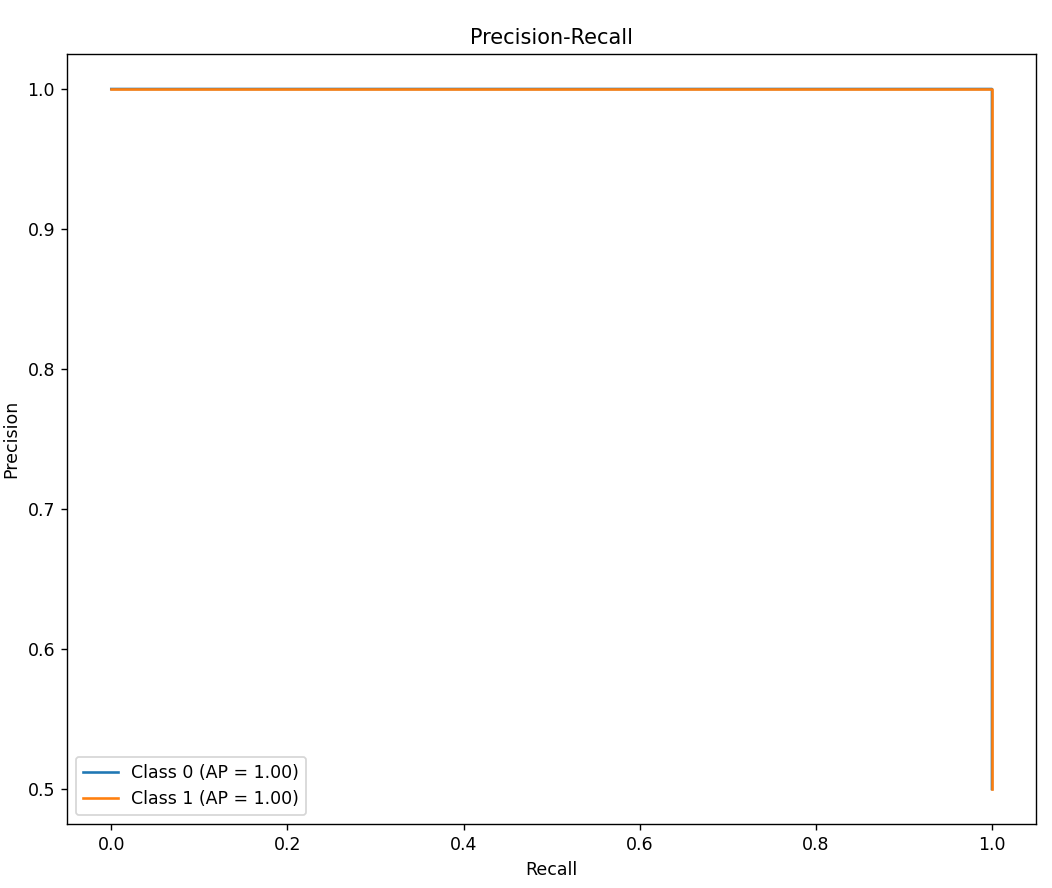 Precision-Recall
1.0
0.9
0.8
0.7
0.6
0.5
Precision
Class 0 (AP = 1.00)
Class 1 (AP = 1.00)
0.0 0.2 0.4 0.6 0.8 1.0
Recall